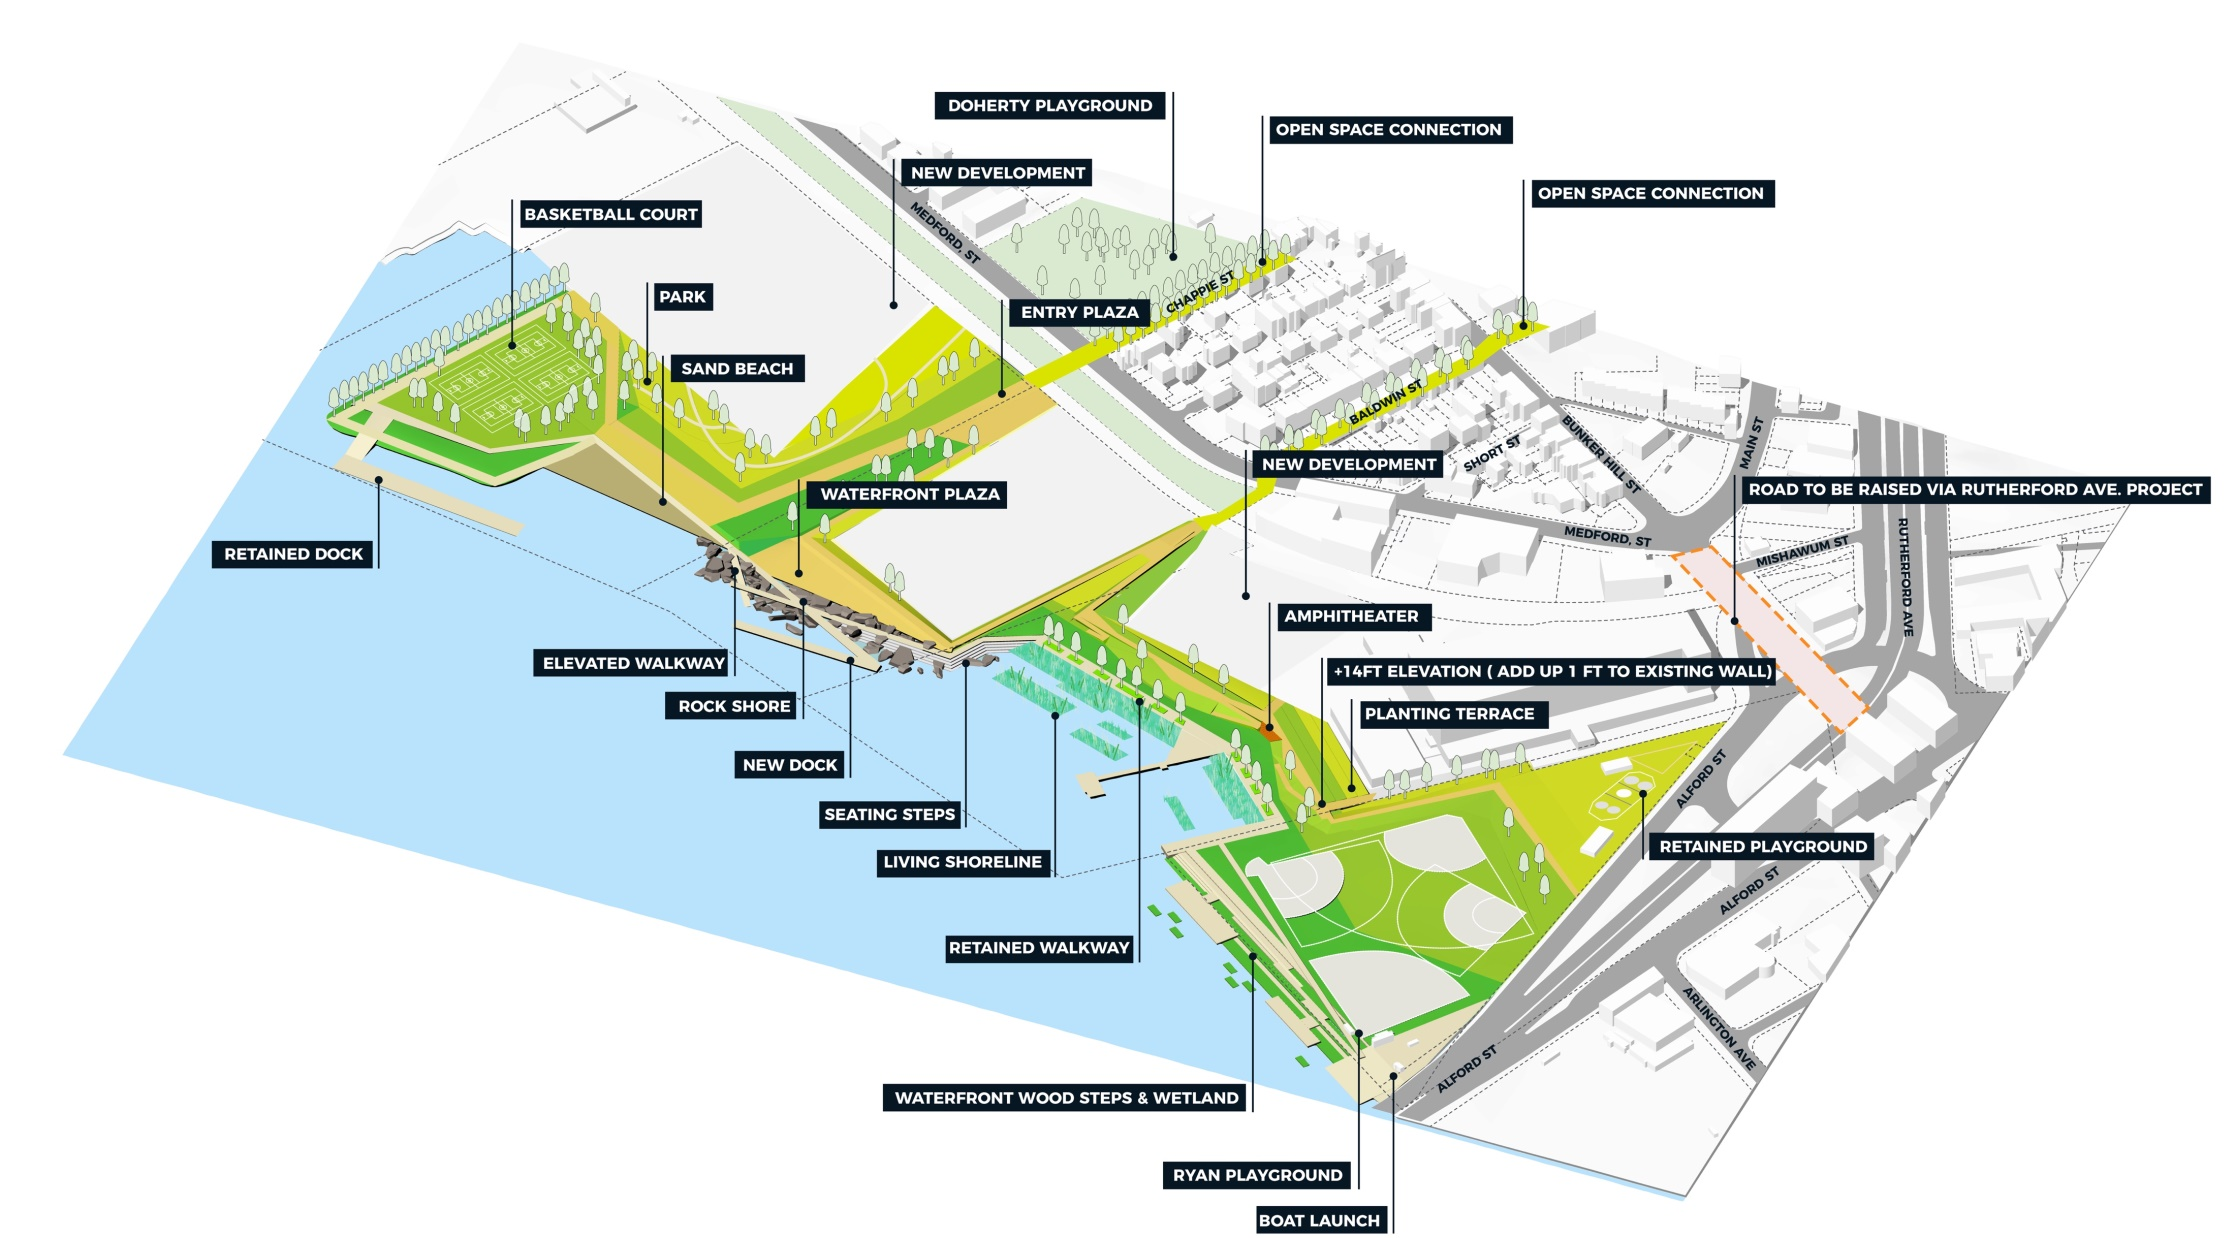 DOHERTY PLAYGROUND
OPEN SPACE CONNECTION
NEW DEVELOPMENT
OPEN SPACE CONNECTION
BASKETBALL COURT
MEDFORD, ST
PARK
CHAPPIE ST
ENTRY PLAZA
SAND BEACH
BALDWIN ST
SHORT ST
BUNKER HILL ST
MAIN ST
NEW DEVELOPMENT
WATERFRONT PLAZA
ROAD TO BE RAISED VIA RUTHERFORD AVE. PROJECT
RETAINED DOCK
MEDFORD, ST
MISHAWUM ST
RUTHERFORD AVE
AMPHITHEATER
ELEVATED WALKWAY
+14FT ELEVATION ( ADD UP 1 FT TO EXISTING WALL)
ROCK SHORE
PLANTING TERRACE
NEW DOCK
ALFORD ST
SEATING STEPS
RETAINED PLAYGROUND
LIVING SHORELINE
ALFORD ST
RETAINED WALKWAY
ARLINGTON AVE
ALFORD ST
WATERFRONT WOOD STEPS & WETLAND
RYAN PLAYGROUND
BOAT LAUNCH